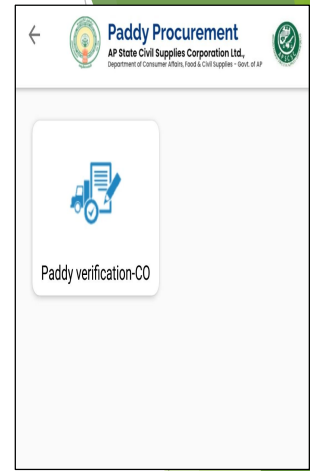 Paddy Procurement
AP State Civil Supplies Corporation Ltd.,
Department of Consumer Affairs, Food & Civil Supplies - Govt. of AP
Paddy verification-CO